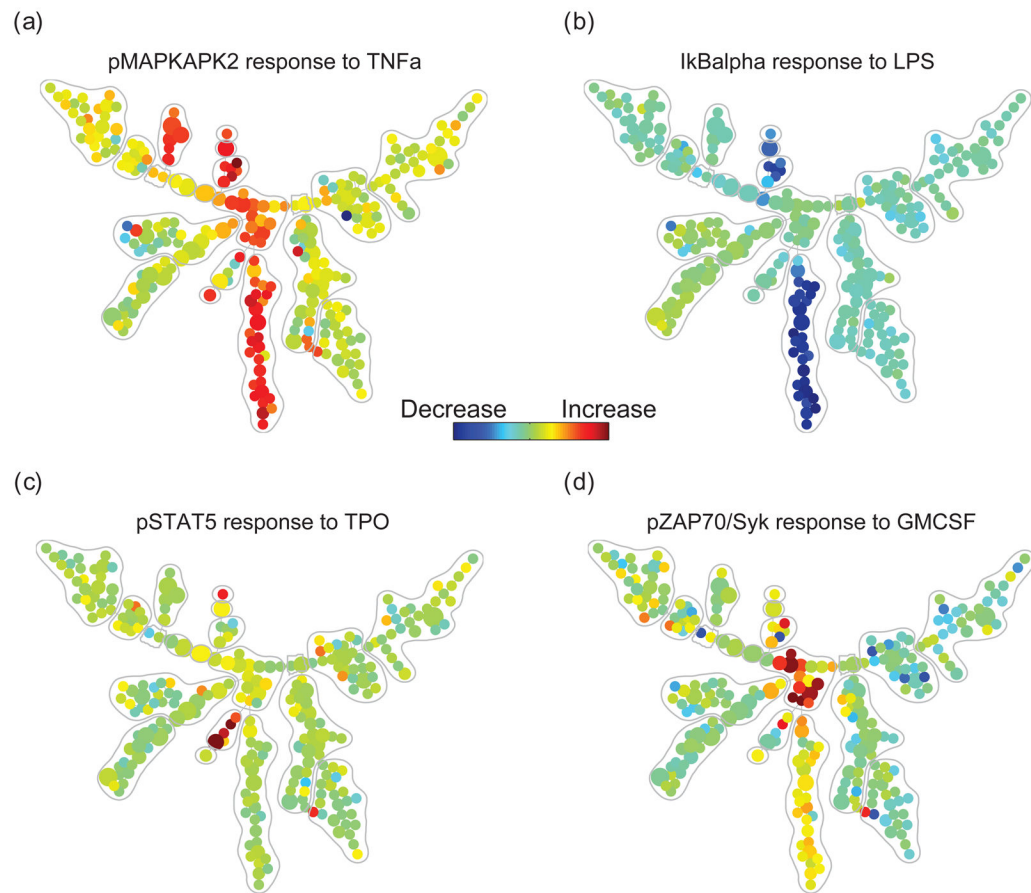 (a)
pMAPKAPK2 response to TNFa
(b)
IkBalpha response to LPS
Decrease Increase
(c)
pSTAT5 response to TPO
(d)
pZAP70/Syk response to GMCSF